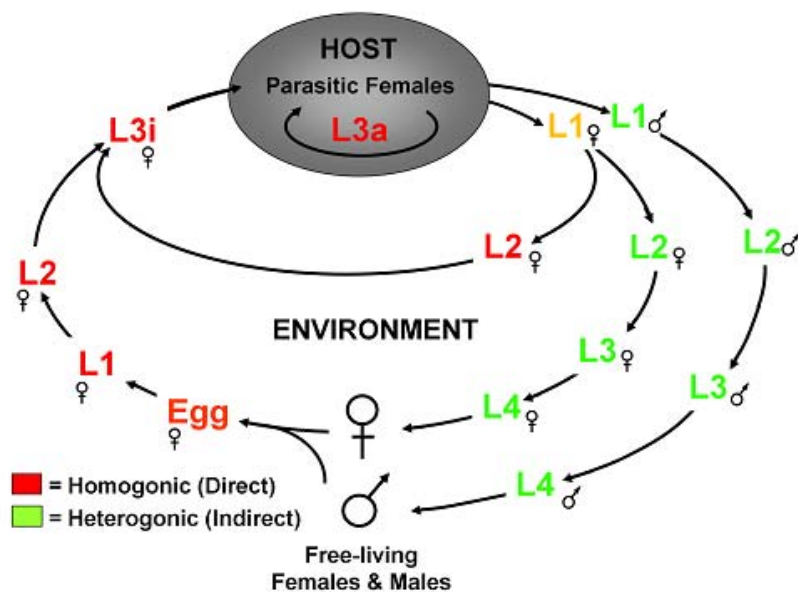 HOST
Parasitic Females
L3a
L3i ♀
L1 ♀
L1 ♂
L2 ♀
L2 ♀
L2 ♂
L2 ♀
ENVIRONMENT
L1 ♀
L3 ♀
L3 ♂
Egg ♀
♀
L4 ♀
♂
L4 ♂
= Homogonic (Direct)
= Heterogonic (Indirect)
Free-living
Females & Males